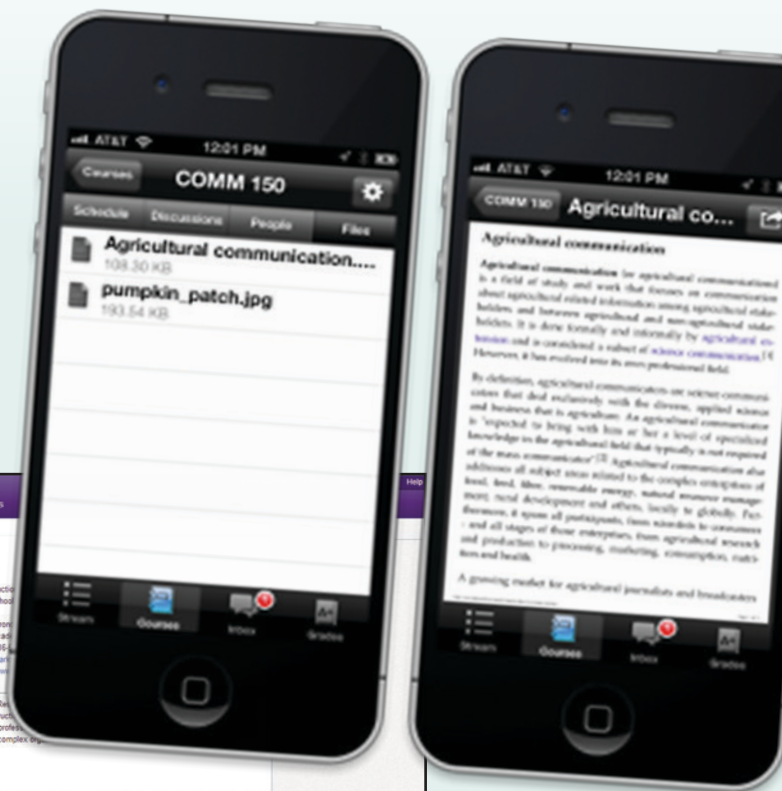 AT&T 12:01 PM
Courses COMM 150
Schedule Discussions People Files
Agricultural communication....
108.30 KB
pumpkin_patch.jpg
193.54 KB
Stream Courses Inbox Grades
AT&T 12:01 PM
COMM 150 Agricultural co...
Agricultural communication
Agricultural communication (or agricultural communications)
is a field of study and work that focuses on communication
about agricultural related information among agricultural stake-
holders and between agricultural and non-agricultural stake-
holders. It is done formally and informally by agricultural ex-
tension and is considered a subset of science communication.
However, it has evolved into its own professional field.
By definition, agricultural communicators are science communi-
cators that deal exclusively with the diverse, applied science
and business that is agriculture. An agricultural communicator
is "expected to bring with him or her a level of specialized
knowledge in the agricultural field that typically is not required
of the mass communicator" Agricultural communication also
addresses all subject areas related to the complex enterprises of
food, feed, fibre, renewable energy, natural resource manage-
ment, rural development and others, locally to globally. Fur-
thermore, it spans all participants, from scientists to consumers
- and all stages of those enterprises, from agricultural research
and production to processing, marketing, consumption, nutri-
tion and health.
A growing market for agricultural journalists and broadcasters
Stream Courses Inbox Grades
Help